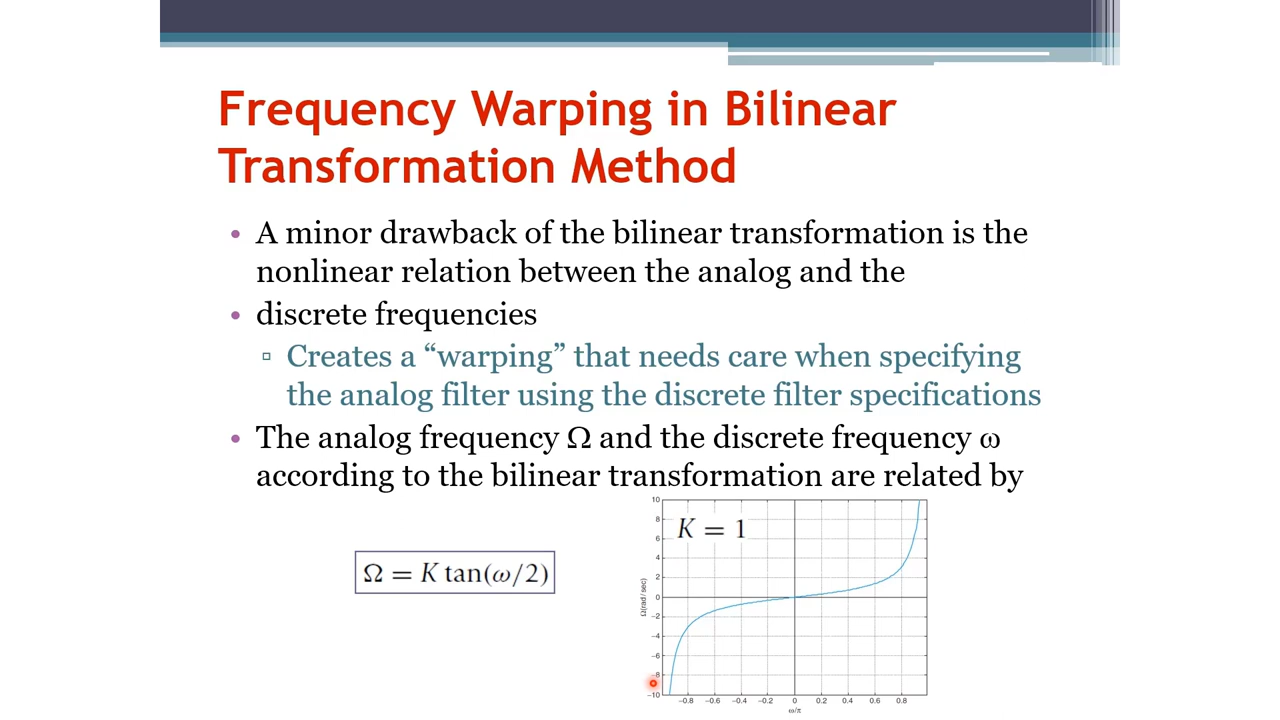 Frequency Warping in Bilinear
Transformation Method
• A minor drawback of the bilinear transformation is the
nonlinear relation between the analog and the
• discrete frequencies
▫ Creates a “warping” that needs care when specifying
the analog filter using the discrete filter specifications
• The analog frequency Ω and the discrete frequency ω
according to the bilinear transformation are related by
Ω = K tan(ω/2)
K = 1
10
8
6
4
2
0
−2
−4
−6
−8
−10
Ω(rad/sec)
−0.8 −0.6 −0.4 −0.2 0 0.2 0.4 0.6 0.8
ω/π